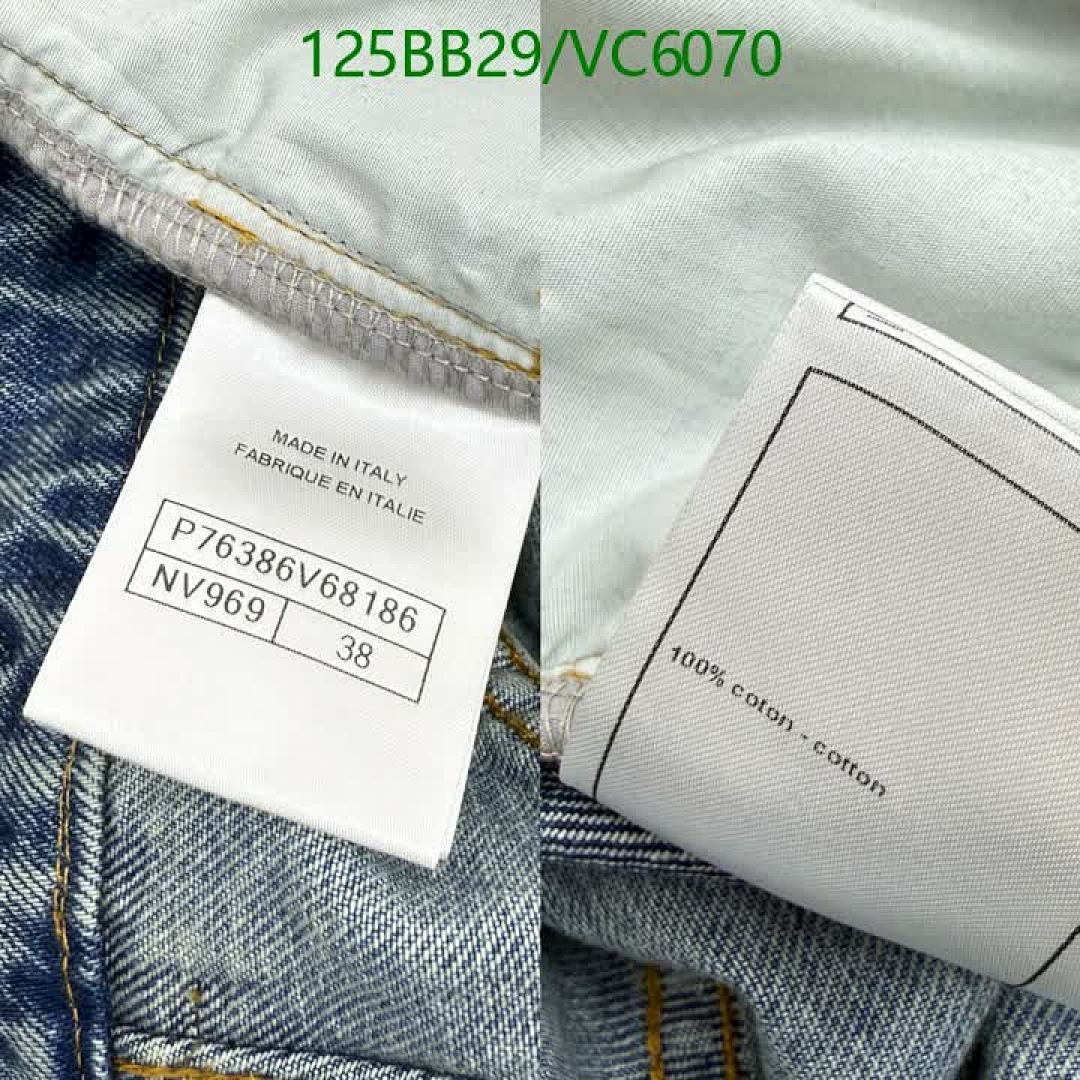 125BB29/VC6070
MADE IN ITALY
FABRIQUE EN ITALIE
P76386V68186
NV969
38
100% coton - cotton